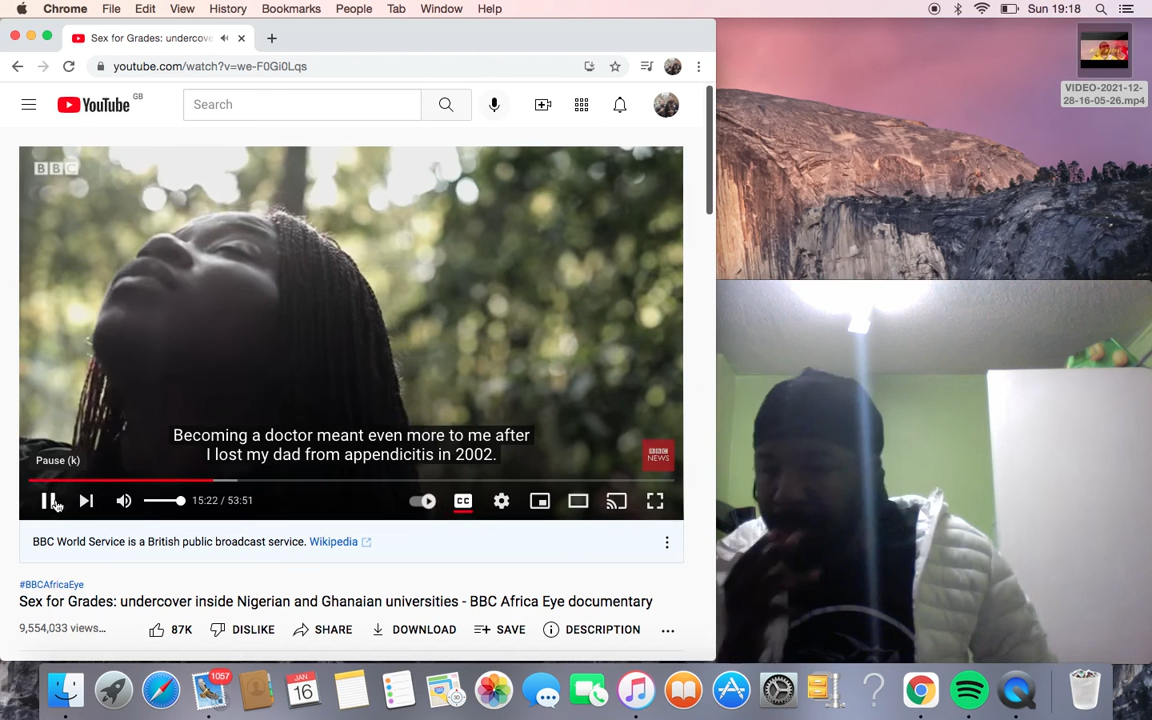 Chrome File Edit View History Bookmarks People Tab Window Help Sun 19:18
Sex for Grades: undercove
youtube.com/watch?v=we-F0Gi0Lqs
YouTube GB Search
VIDEO-2021-12-
28-16-05-26.mp4
BBC
Becoming a doctor meant even more to me after
I lost my dad from appendicitis in 2002.
BBC
NEWS
Pause (k)
15:22 / 53:51 CC
BBC World Service is a British public broadcast service. Wikipedia
#BBCAfricaEye
Sex for Grades: undercover inside Nigerian and Ghanaian universities - BBC Africa Eye documentary
9,554,033 views... 87K DISLIKE SHARE DOWNLOAD SAVE DESCRIPTION ...
1057
JAN
16